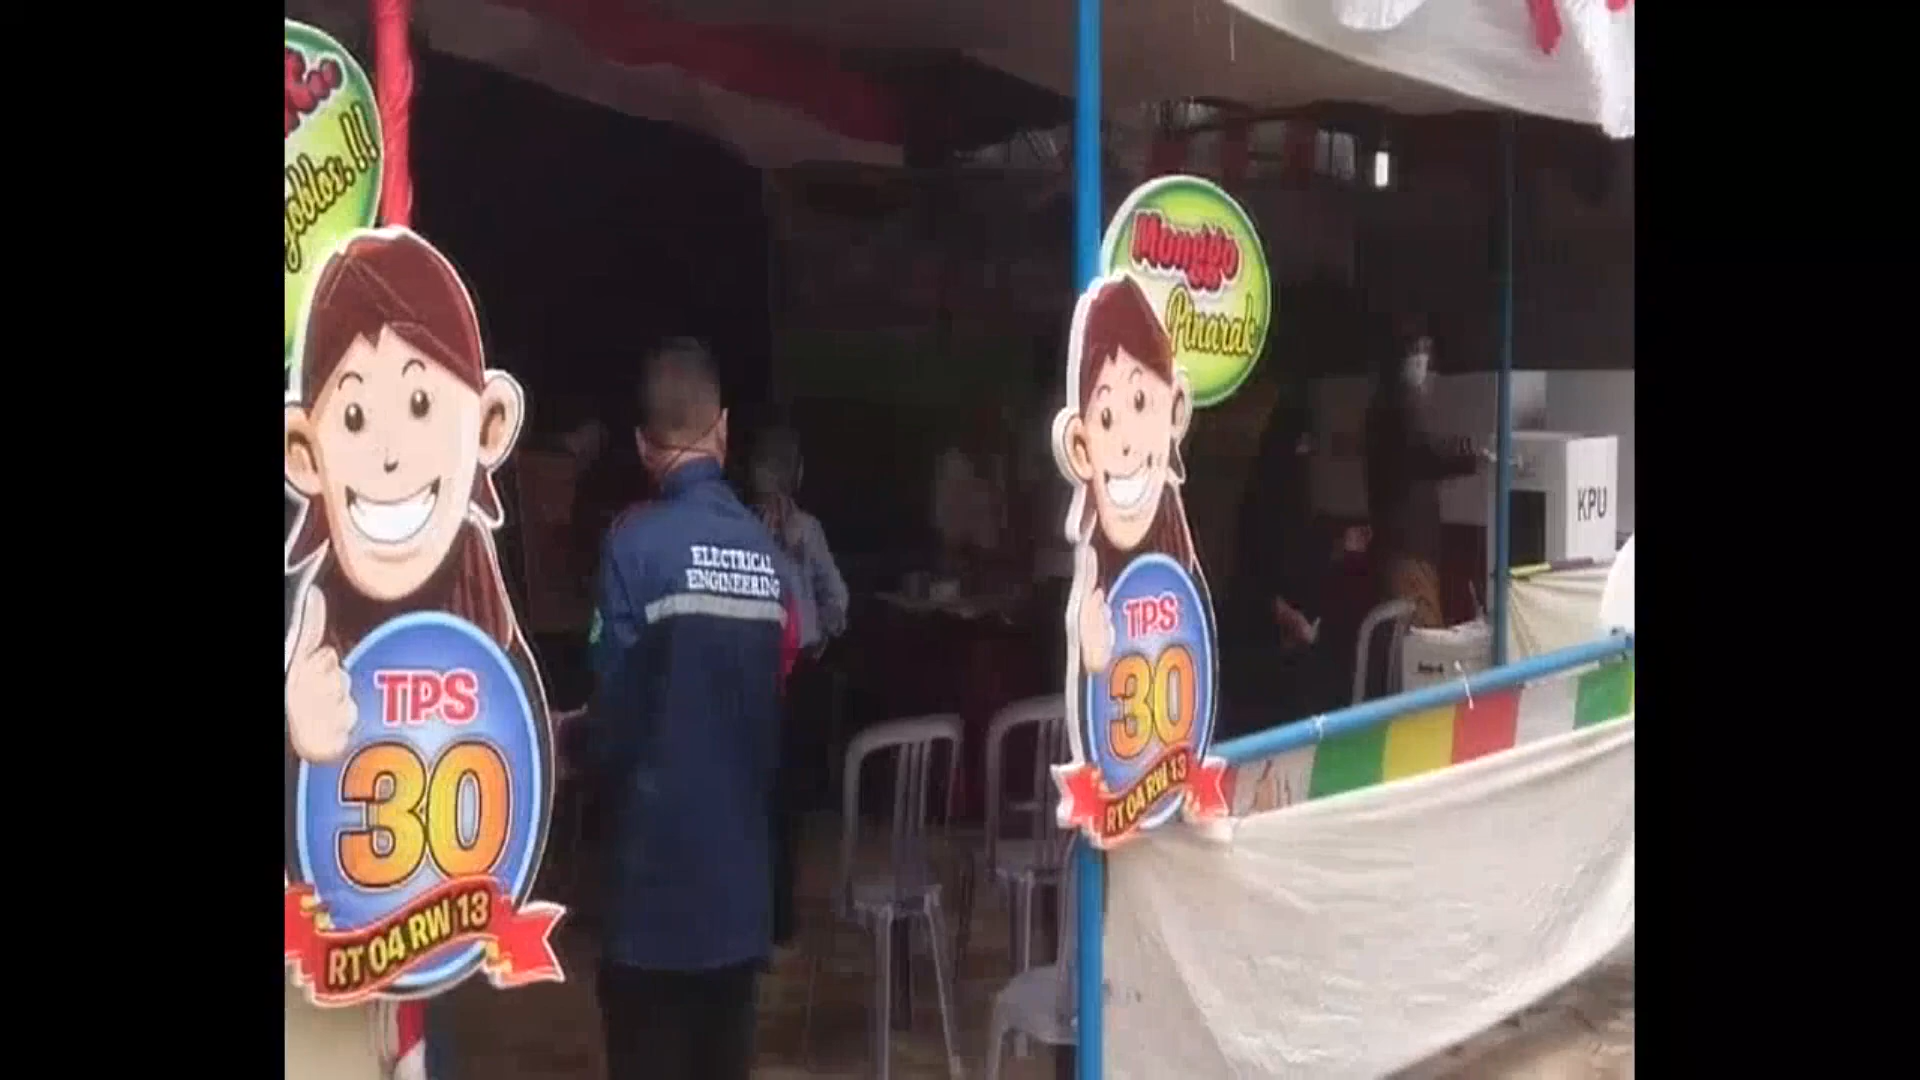 TPS
30
RT 04 RW 13
ELECTRICAL
ENGINEERING
Monggo
Pinarak
TPS
30
RT 04 RW 13
KPU